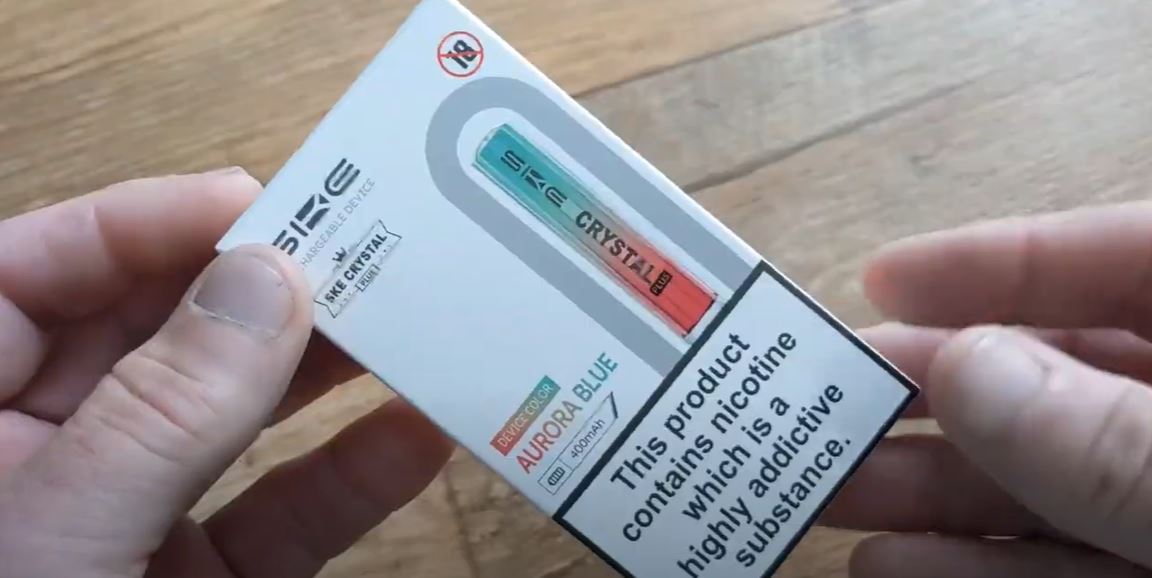 18
SKE
CHARGEABLE DEVICE
SKE CRYSTAL
PLUS
SKE CRYSTAL
PLUS
DEVICE COLOR
AURORA BLUE
400mAh
This product
contains nicotine
which is a
highly addictive
substance.